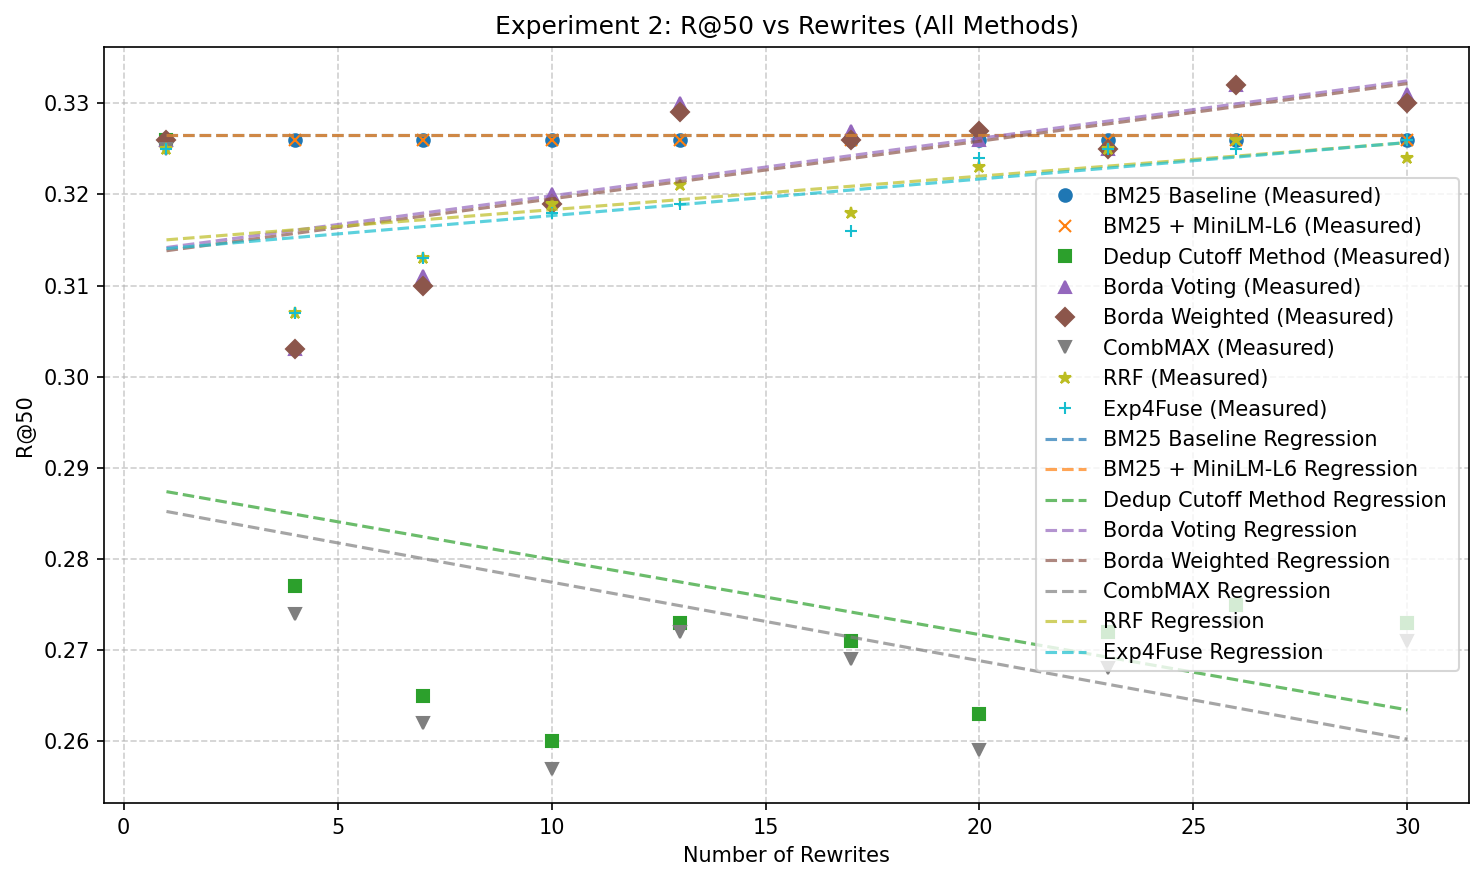 Experiment 2: R@50 vs Rewrites (All Methods)
R@50
0.33
0.32
0.31
0.30
0.29
0.28
0.27
0.26
BM25 Baseline (Measured)
BM25 + MiniLM-L6 (Measured)
Dedup Cutoff Method (Measured)
Borda Voting (Measured)
Borda Weighted (Measured)
CombMAX (Measured)
RRF (Measured)
Exp4Fuse (Measured)
BM25 Baseline Regression
BM25 + MiniLM-L6 Regression
Dedup Cutoff Method Regression
Borda Voting Regression
Borda Weighted Regression
CombMAX Regression
RRF Regression
Exp4Fuse Regression
0 5 10 15 20 25 30
Number of Rewrites